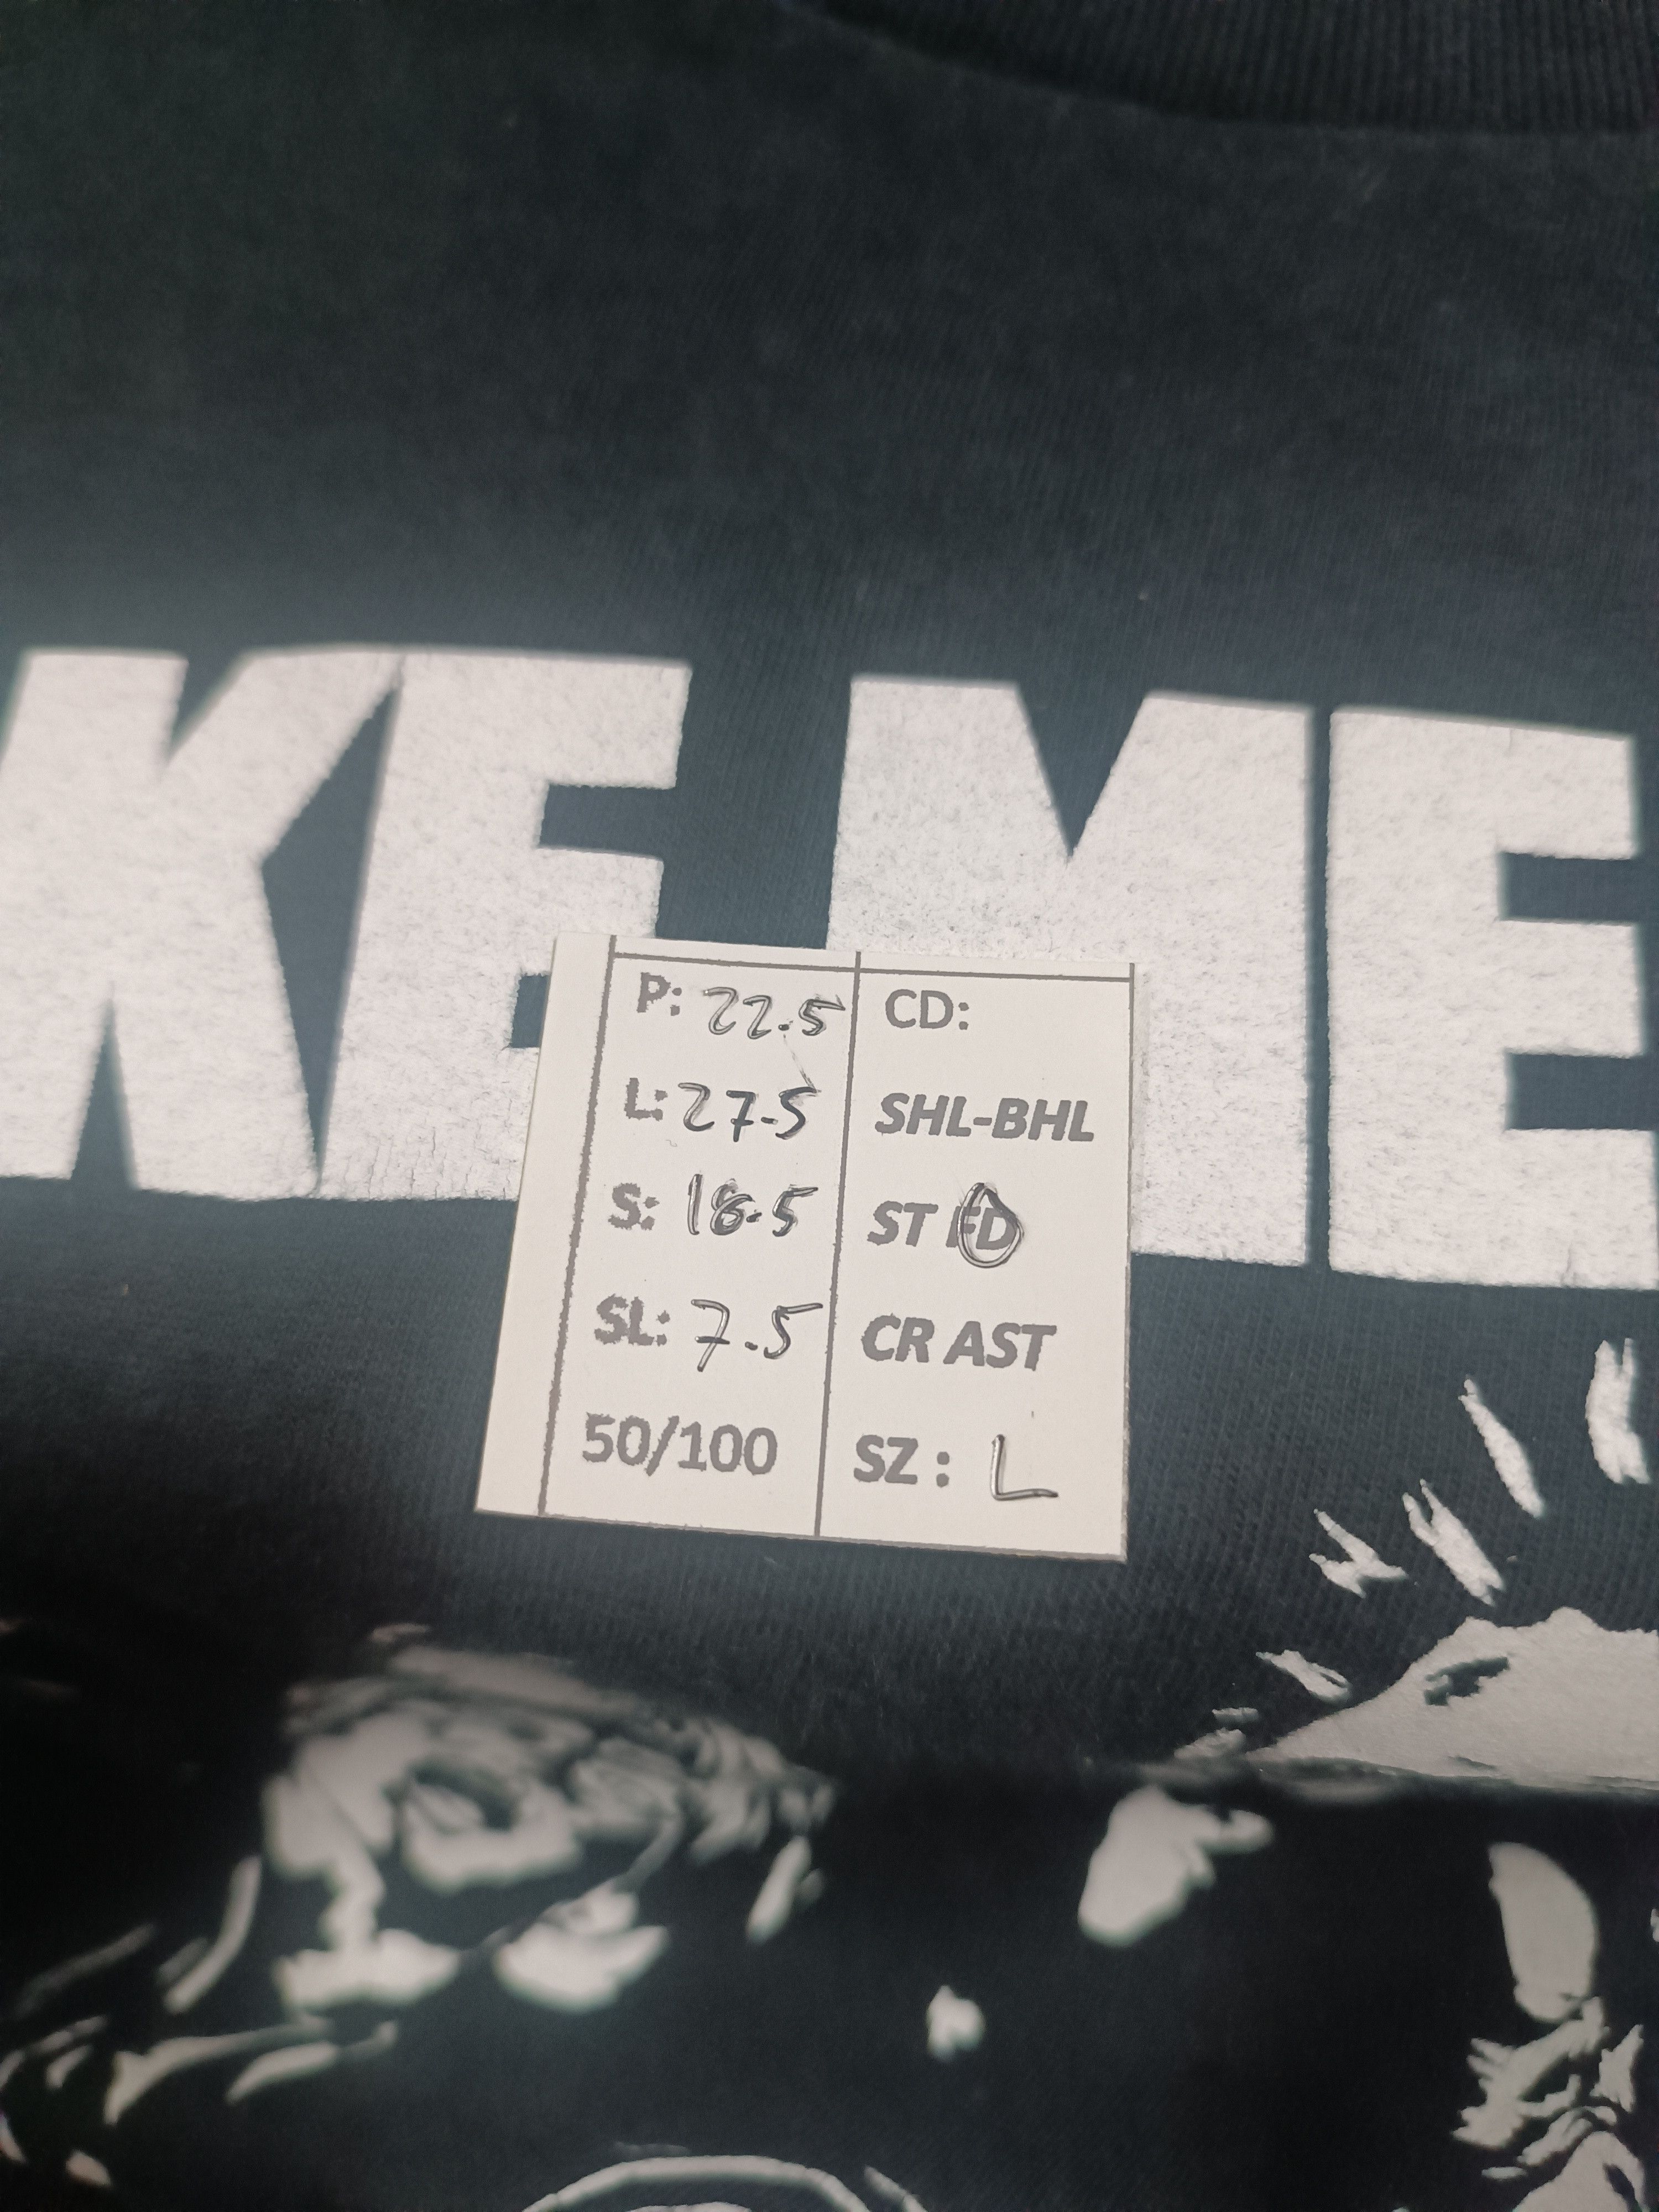 KE ME
P: 22.5
CD:
L: 27.5
SHL-BHL
S: 18.5
ST FD
SL: 7.5
CR AST
50/100
SZ : L